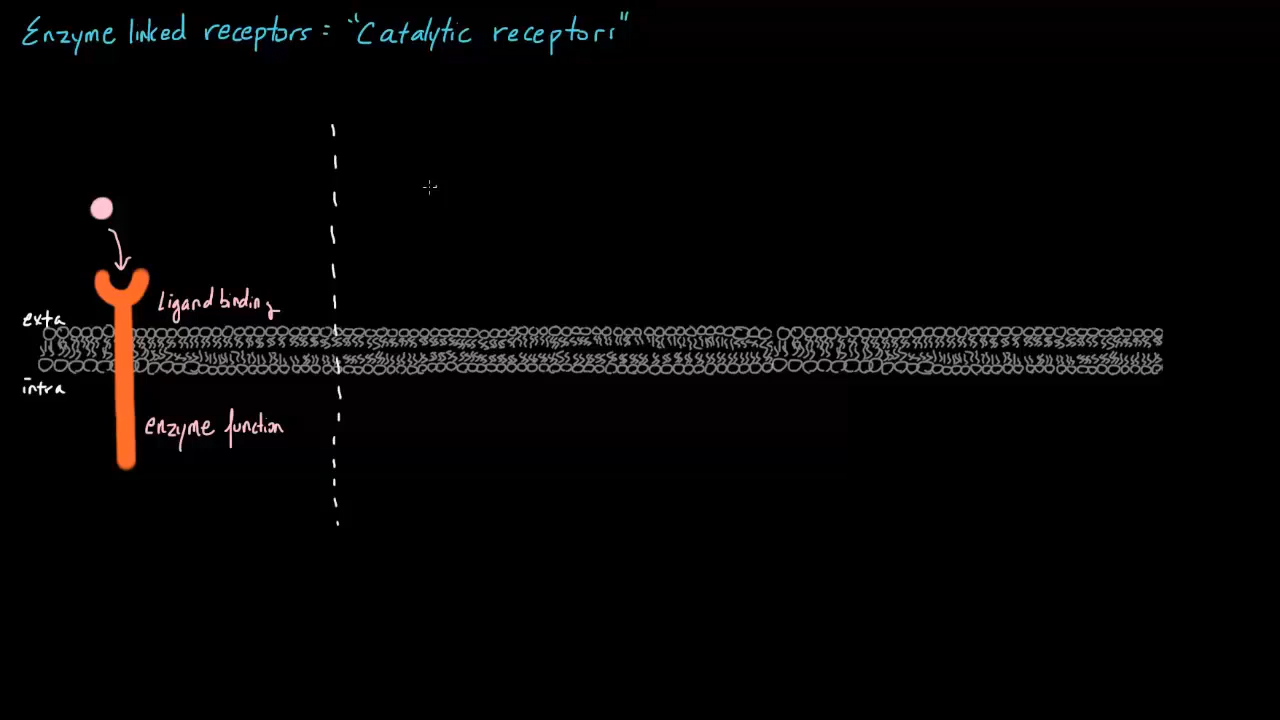 Enzyme linked receptors = "Catalytic receptors"
Ligand binding
exta
intra
enzyme function